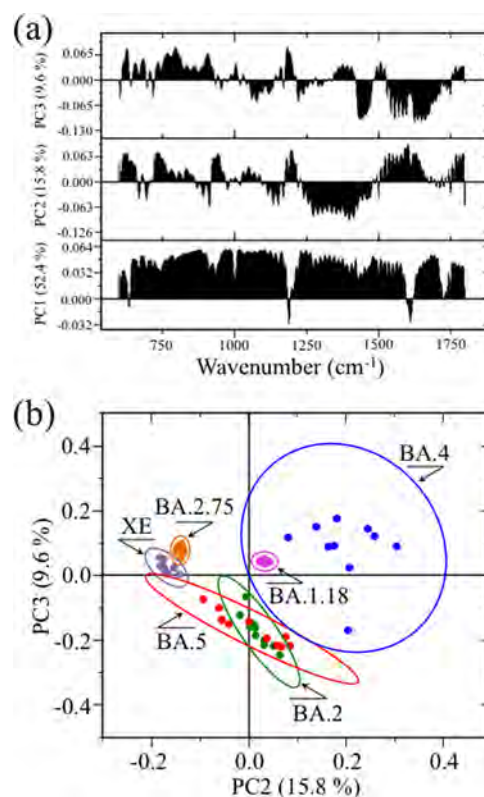 (a)
PC3 (9.6 %)
0.065
0.000
-0.065
-0.130
PC2 (15.8 %)
0.063
0.000
-0.063
-0.126
PC1 (52.4 %)
0.064
0.052
0.000
-0.032
750 1000 1250 1500 1750
Wavenumber (cm⁻¹)
(b)
PC3 (9.6 %)
0.4
0.2
0.0
-0.2
-0.4
BA.4
BA.2.75
XE
BA.1.18
BA.5
BA.2
-0.2 0.0 0.2 0.4
PC2 (15.8 %)